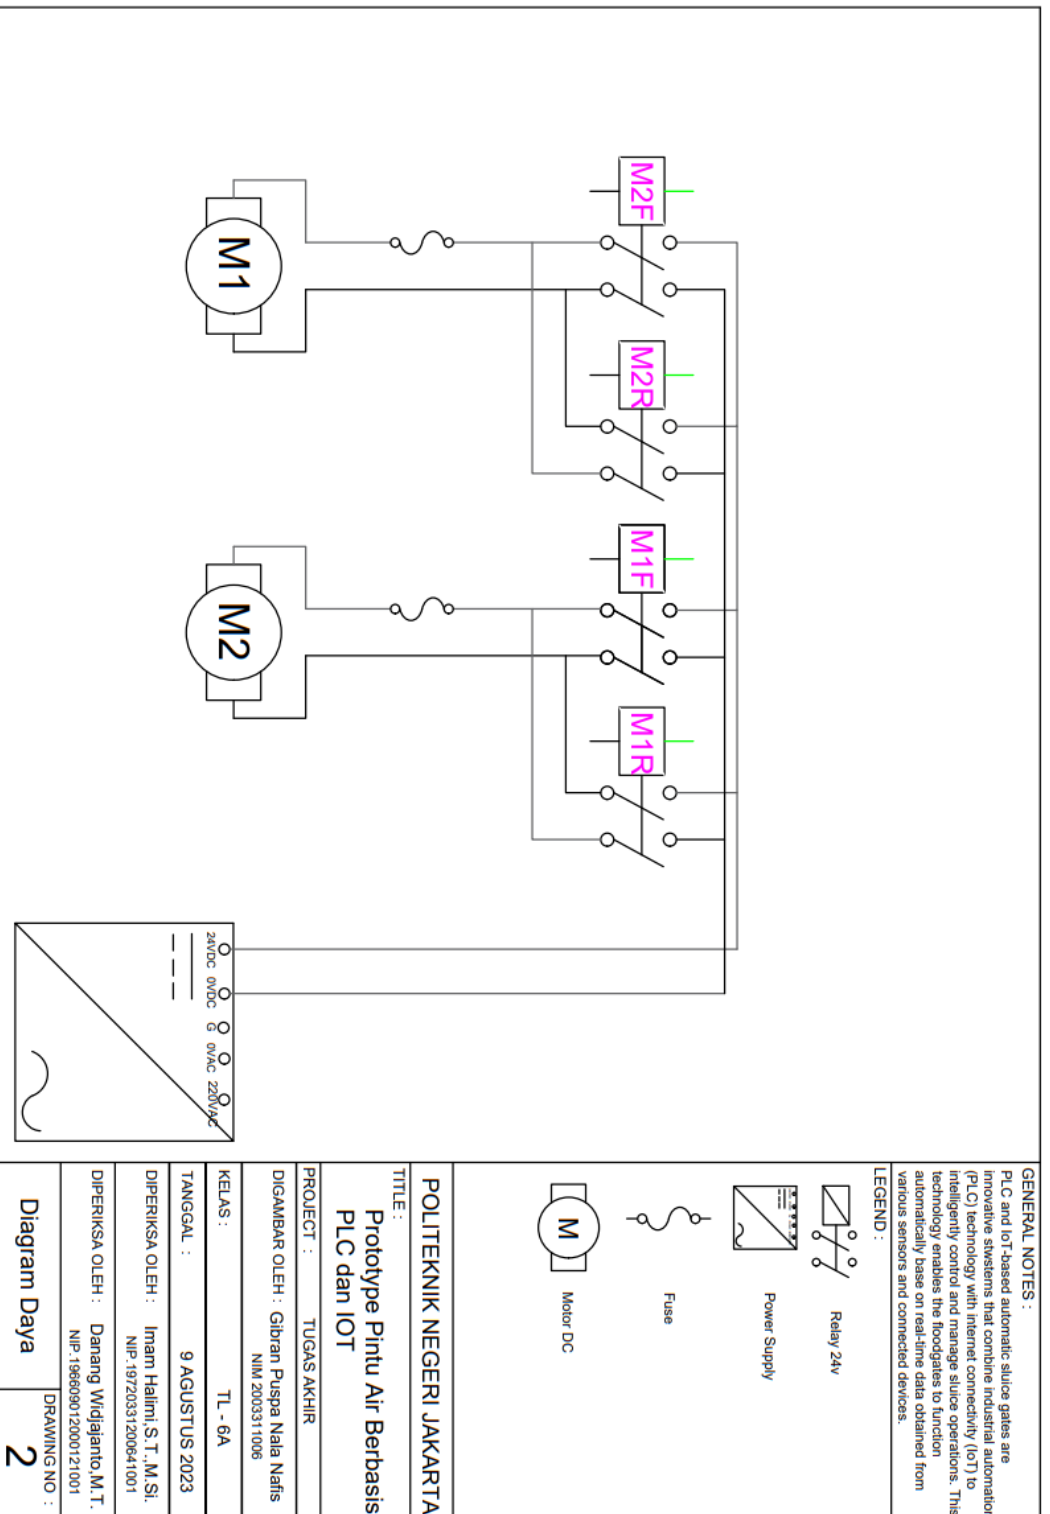 M2F
M2R
M1F
M1R
M1
M2
24VDC
0VDC
G
0VAC
220VAC
GENERAL NOTES :
PLC and IoT-based automatic sluice gates are
innovative stwstems that combine industrial automation
(PLC) technology with internet connectivity (IoT) to
intelligently control and manage sluice operations. This
technology enables the floodgates to function
automatically base on real-time data obtained from
various sensors and connected devices.
LEGEND :
Relay 24v
Power Supply
Fuse
M
Motor DC
POLITEKNIK NEGERI JAKARTA
TITLE :
Prototype Pintu Air Berbasis
PLC dan IOT
PROJECT : TUGAS AKHIR
DIGAMBAR OLEH : Gibran Puspa Nala Nafis
NIM 2003311006
KELAS : TL - 6A
TANGGAL : 9 AGUSTUS 2023
DIPERIKSA OLEH : Imam Halimi,S.T.,M.Si.
NIP.197203312006041001
DIPERIKSA OLEH : Danang Widjajanto,M.T.
NIP.196609012000121001
Diagram Daya
DRAWING NO :
2